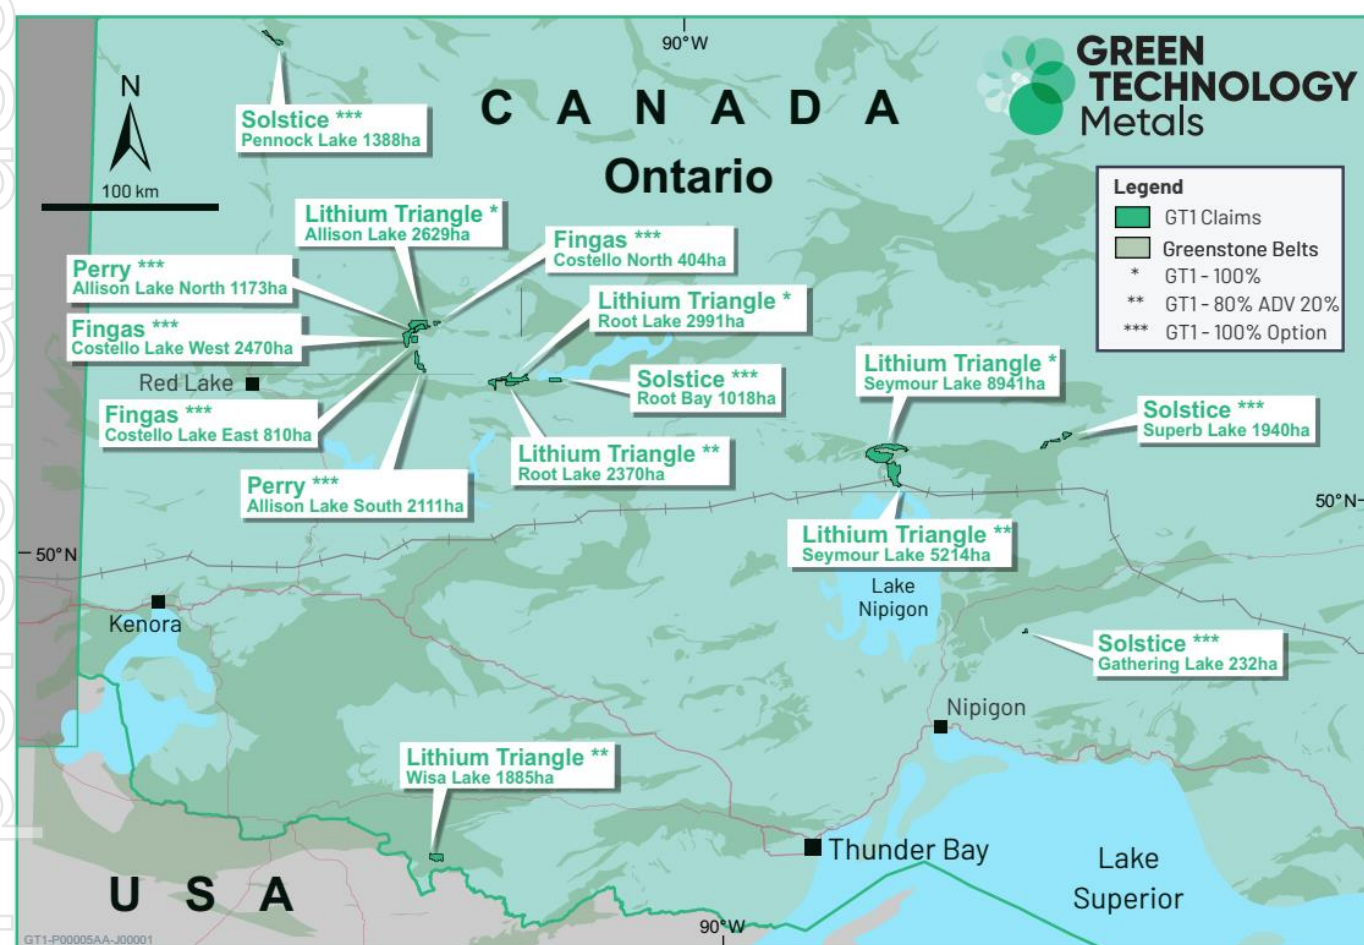 90°W
GREEN
TECHNOLOGY
Metals
N
100 km
CANADA
Ontario
Solstice ***
Pennock Lake 1388ha
Legend
GT1 Claims
Greenstone Belts
* GT1 - 100%
** GT1 - 80% ADV 20%
*** GT1 - 100% Option
Lithium Triangle *
Allison Lake 2629ha
Fingas ***
Costello North 404ha
Perry ***
Allison Lake North 1173ha
Lithium Triangle *
Root Lake 2991ha
Fingas ***
Costello Lake West 2470ha
Red Lake
Solstice ***
Root Bay 1018ha
Lithium Triangle *
Seymour Lake 8941ha
Fingas ***
Costello Lake East 810ha
Solstice ***
Superb Lake 1940ha
Lithium Triangle **
Root Lake 2370ha
Perry ***
Allison Lake South 2111ha
50°N
Lithium Triangle **
Seymour Lake 5214ha
50°N
Lake
Nipigon
Kenora
Solstice ***
Gathering Lake 232ha
Nipigon
Lithium Triangle **
Wisa Lake 1885ha
Thunder Bay
Lake
Superior
USA
90°W
GT1-P00005AA-J00001